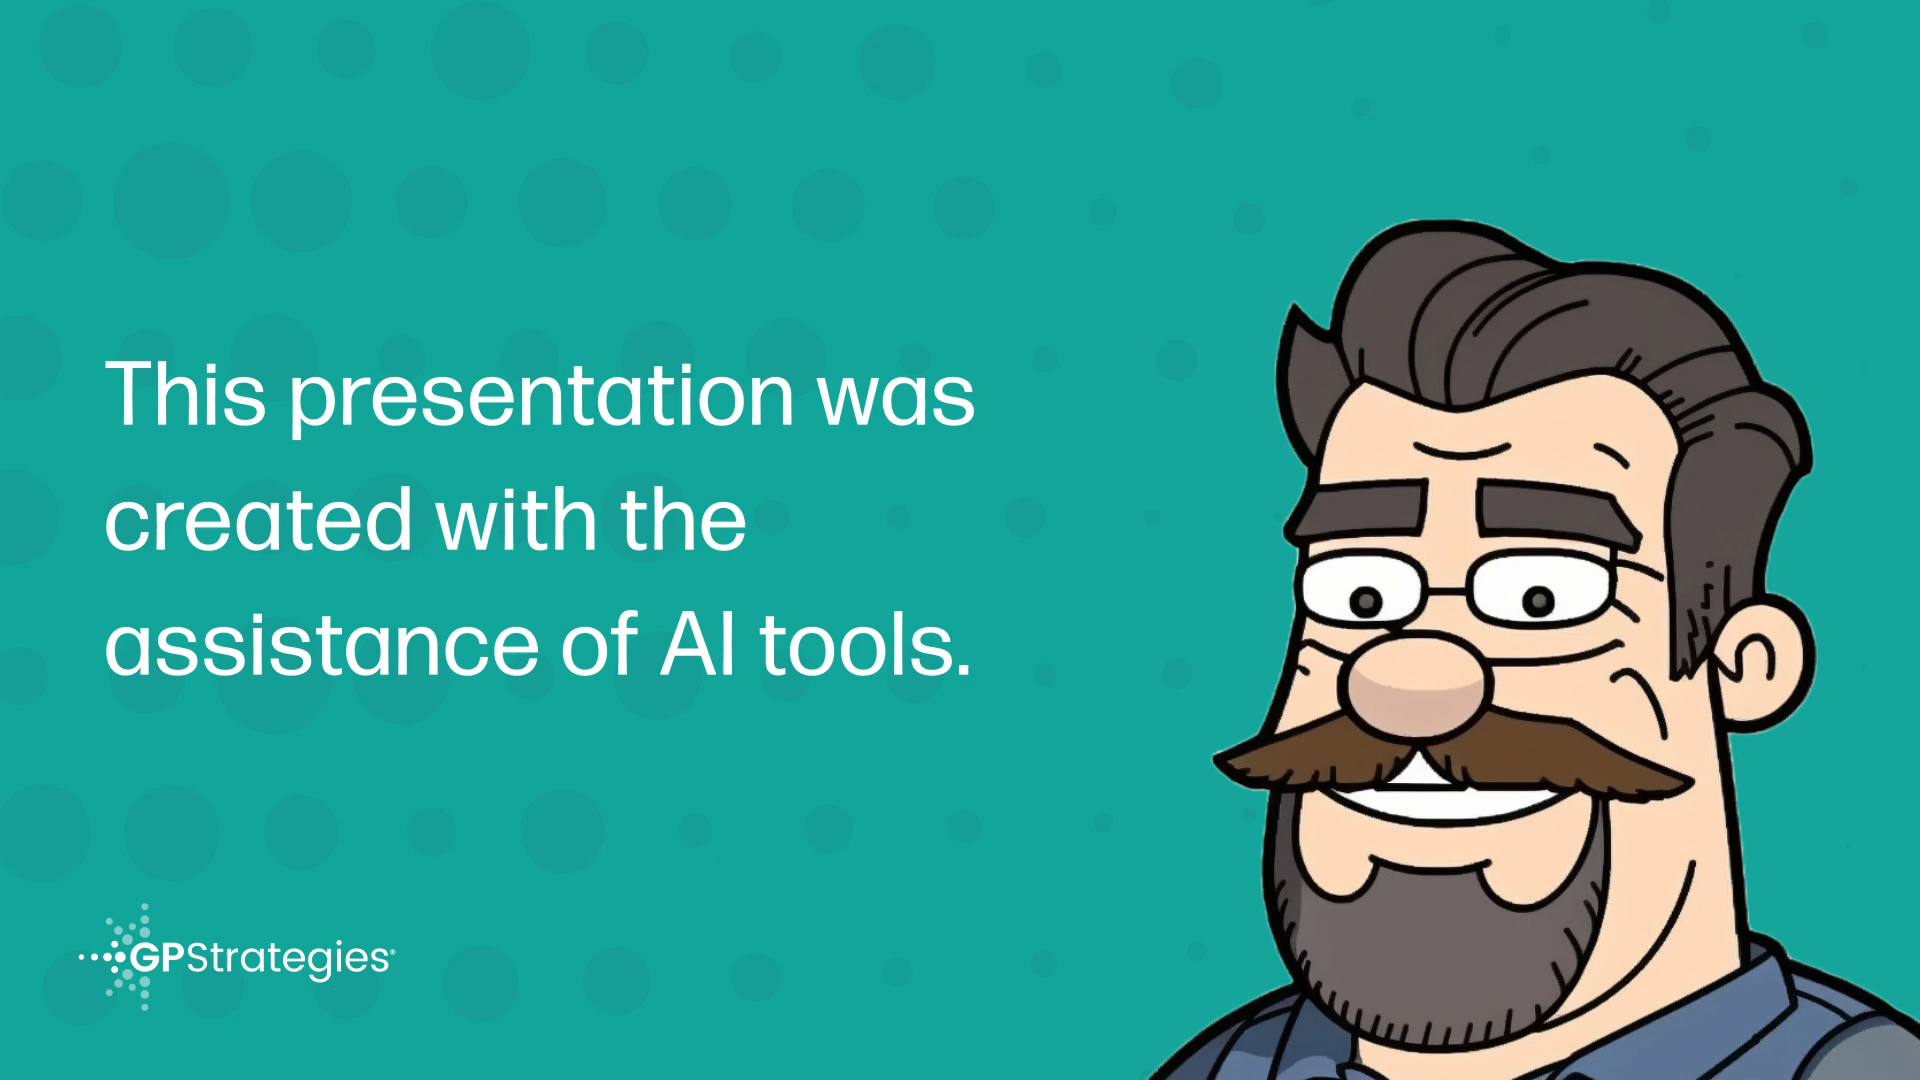 This presentation was
created with the
assistance of AI tools.
GPStrategies®